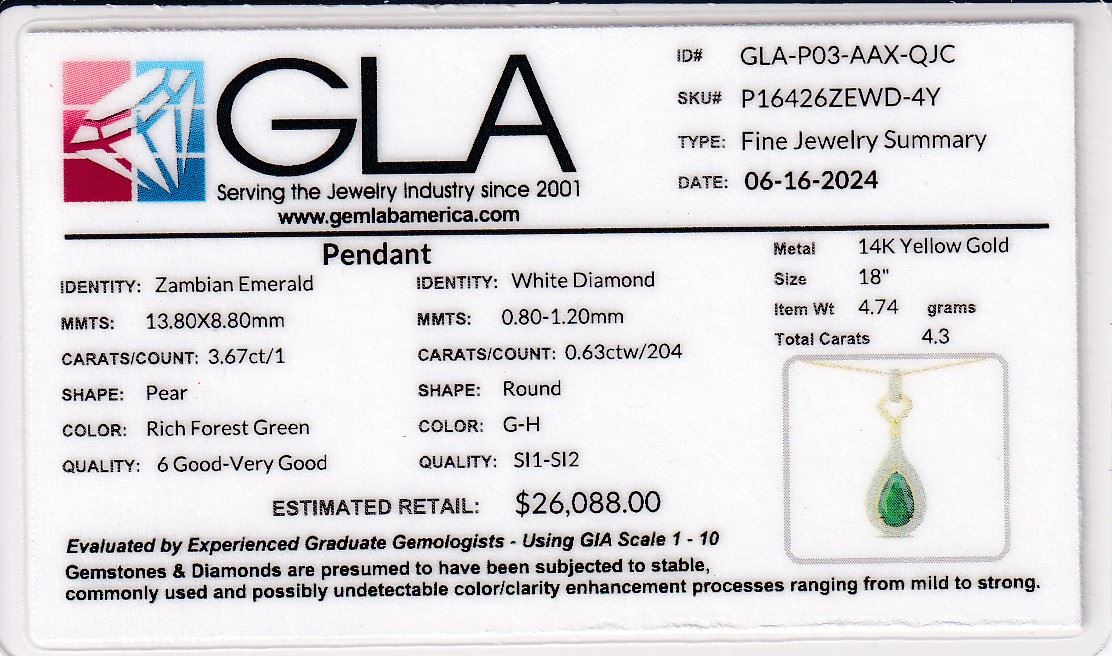 GLA
Serving the Jewelry Industry since 2001
www.gemlabamerica.com
ID# GLA-P03-AAX-QJC
SKU# P16426ZEWD-4Y
TYPE: Fine Jewelry Summary
DATE: 06-16-2024
Pendant
IDENTITY: Zambian Emerald
MMTS: 13.80X8.80mm
CARATS/COUNT: 3.67ct/1
SHAPE: Pear
COLOR: Rich Forest Green
QUALITY: 6 Good-Very Good
IDENTITY: White Diamond
MMTS: 0.80-1.20mm
CARATS/COUNT: 0.63ctw/204
SHAPE: Round
COLOR: G-H
QUALITY: SI1-SI2
Metal 14K Yellow Gold
Size 18"
Item Wt 4.74 grams
Total Carats 4.3
ESTIMATED RETAIL: $26,088.00
Evaluated by Experienced Graduate Gemologists - Using GIA Scale 1 - 10
Gemstones & Diamonds are presumed to have been subjected to stable,
commonly used and possibly undetectable color/clarity enhancement processes ranging from mild to strong.